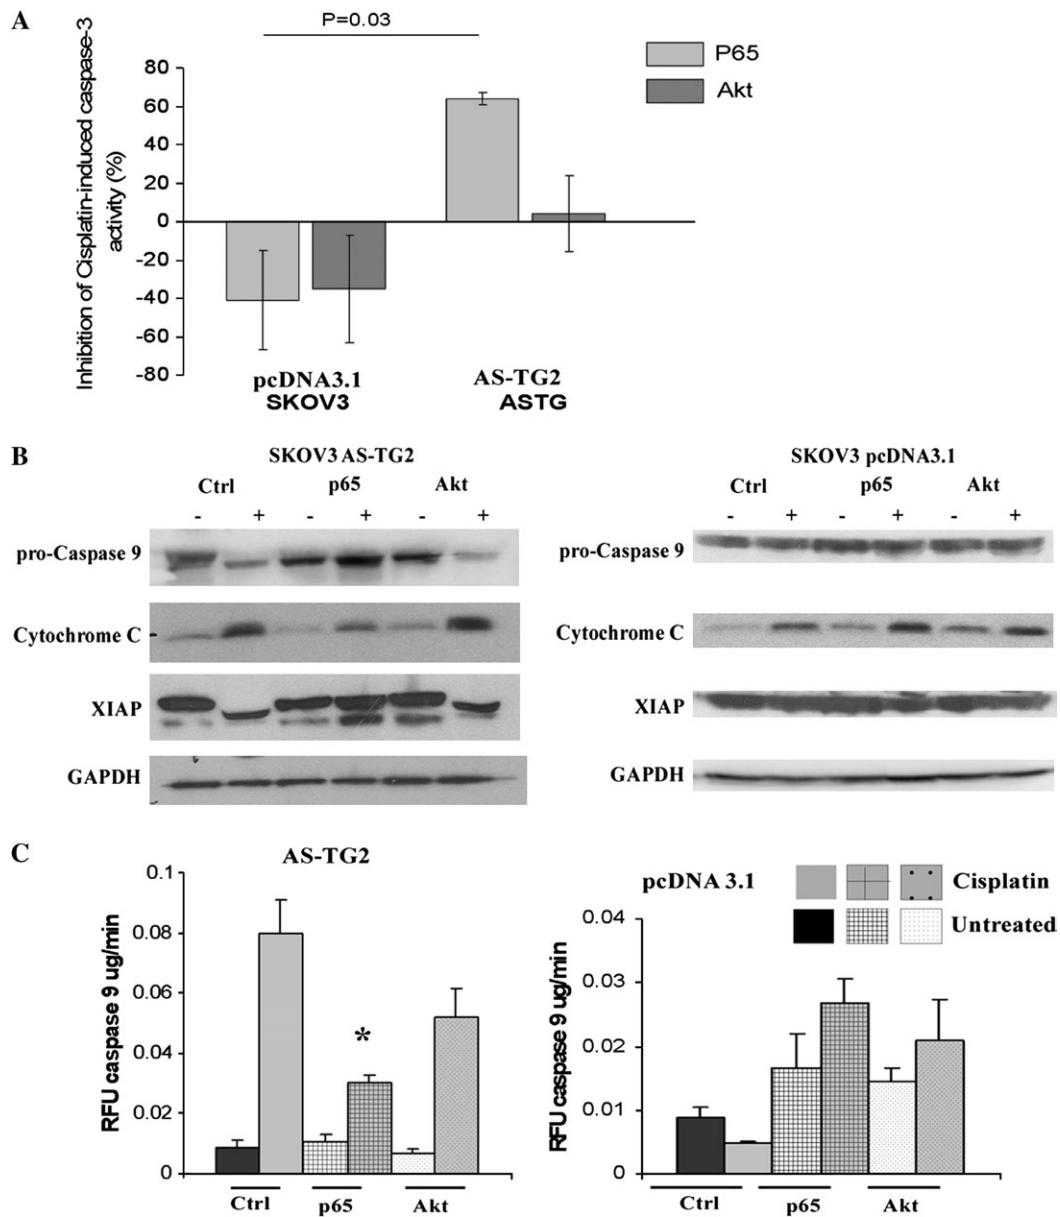 A
P=0.03
P65
Akt
Inhibition of Cisplatin-induced caspase-3
activity (%)
80
60
40
20
0
-20
-40
-60
-80
pcDNA3.1
SKOV3
AS-TG2
ASTG
B
SKOV3 AS-TG2
Ctrl p65 Akt
- + - + - +
pro-Caspase 9
Cytochrome C
XIAP
GAPDH
SKOV3 pcDNA3.1
Ctrl p65 Akt
- + - + - +
pro-Caspase 9
Cytochrome C
XIAP
GAPDH
C
AS-TG2
RFU caspase 9 ug/min
0.1
0.08
0.06
0.04
0.02
0
*
Ctrl p65 Akt
pcDNA 3.1
Cisplatin
Untreated
RFU caspase 9 ug/min
0.04
0.03
0.02
0.01
0
Ctrl p65 Akt